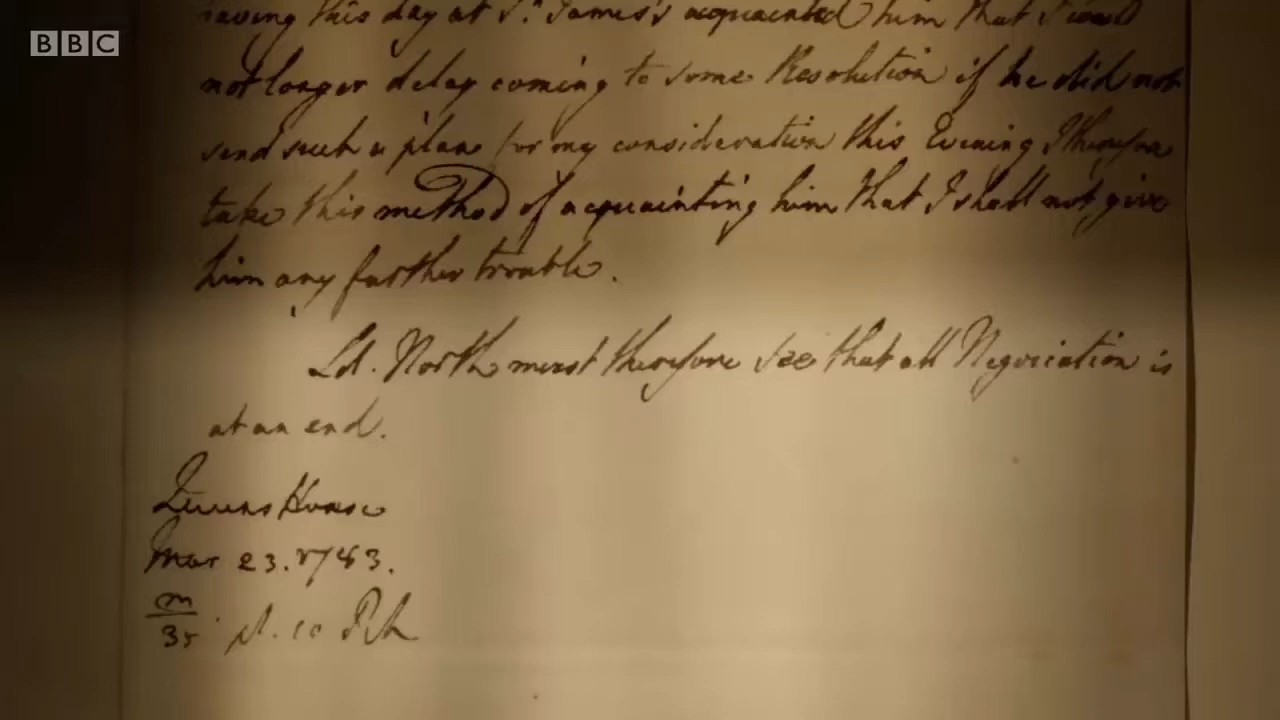 BBC
having this day at St. James's acquainted him that I would
not longer delay coming to some Resolution if he did not
send such a plan for my consideration this Evening I therefore
take this method of acquainting him that I shall not give
him any further trouble.
Ld. North must therefore see that all Negociation is
at an end.
Queens House
Mar 23. 1783.
m
35 pt. 10 PM